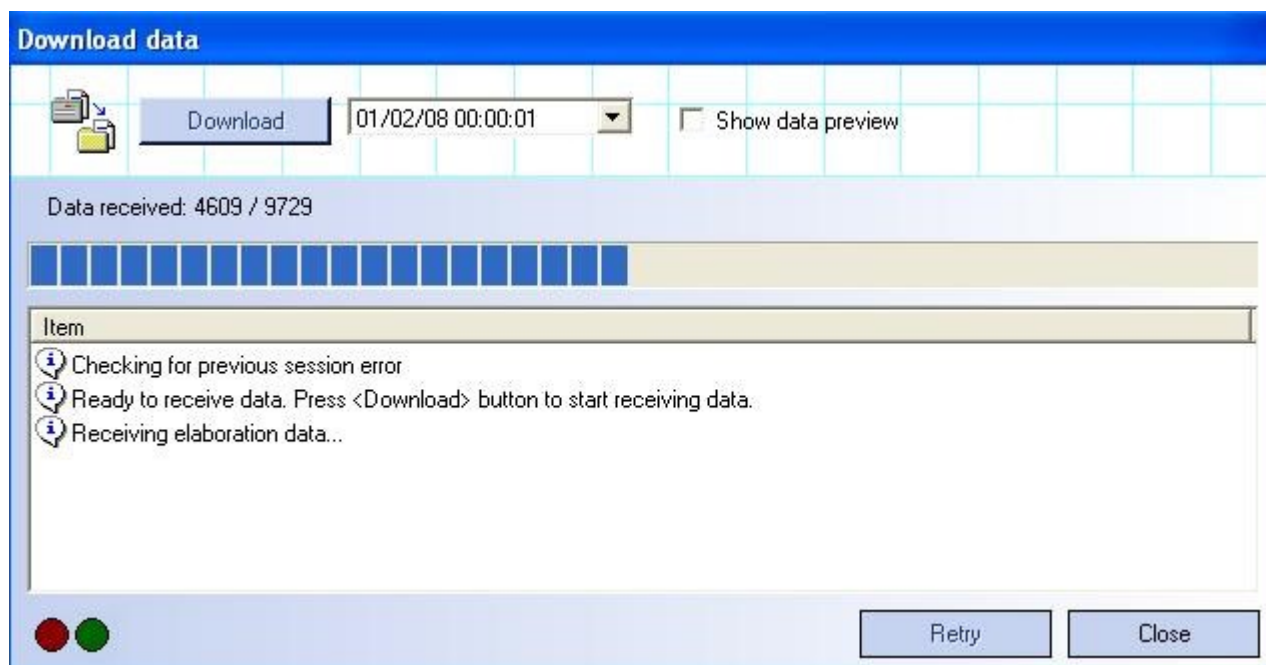 Download data
Download 01/02/08 00:00:01 Show data preview
Data received: 4609 / 9729
Item
Checking for previous session error
Ready to receive data. Press <Download> button to start receiving data.
Receiving elaboration data...
Retry Close